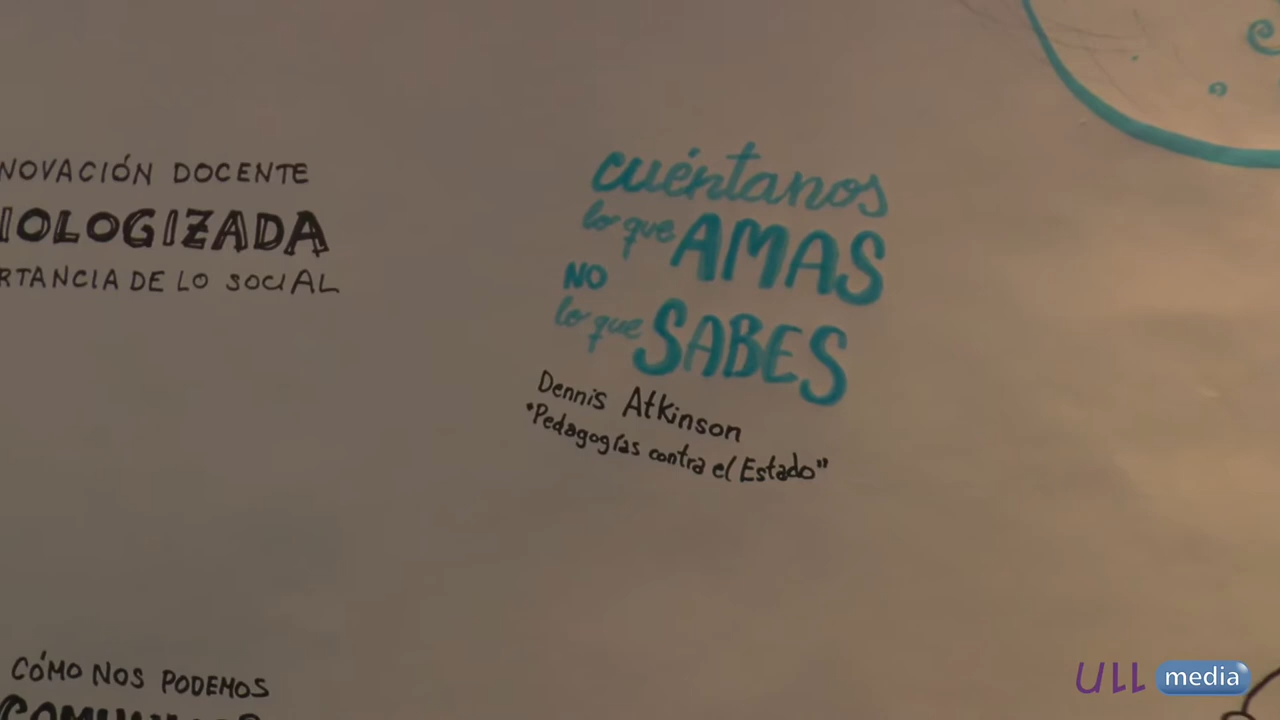 NOVACIÓN DOCENTE
IOLOGIZADA
RTANCIA DE LO SOCIAL
cuéntanos
lo que AMAS
NO
lo que SABES
Dennis Atkinson
"Pedagogías contra el Estado"
CÓMO NOS PODEMOS
ULL media